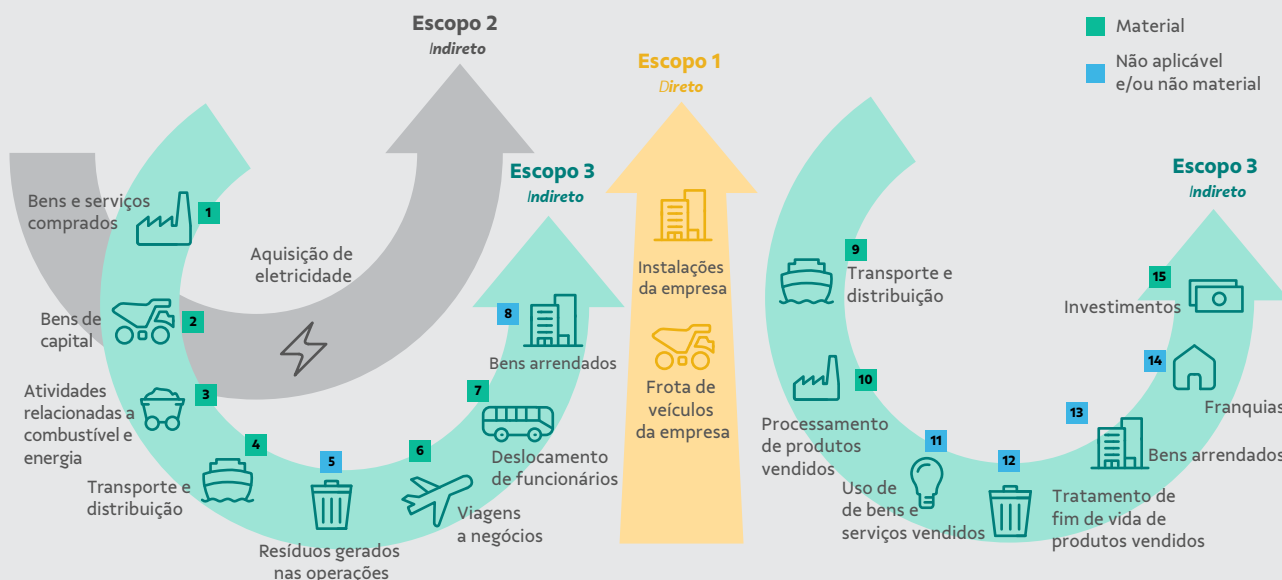 Escopo 2
Indireto
Escopo 1
Direto
Material
Não aplicável
e/ou não material
Escopo 3
Indireto
Escopo 3
Indireto
Bens e serviços
comprados
1
Aquisição de
eletricidade
Bens de
capital
2
Atividades
relacionadas a
combustível e
energia
3
Transporte e
distribuição
4
5
Resíduos gerados
nas operações
6
Viagens
a negócios
7
Deslocamento
de funcionários
8
Bens arrendados
Instalações
da empresa
Frota de
veículos
da empresa
9
Transporte e
distribuição
10
Processamento
de produtos
vendidos
11
Uso de
de bens e
serviços vendidos
12
Tratamento de
fim de vida de
produtos vendidos
13
Bens arrendados
14
Franquias
15
Investimentos